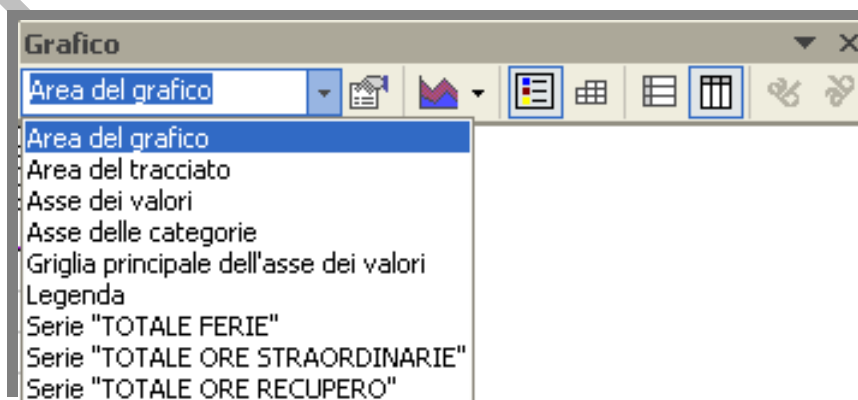 Grafico
Area del grafico
Area del grafico
Area del tracciato
Asse dei valori
Asse delle categorie
Griglia principale dell'asse dei valori
Legenda
Serie "TOTALE FERIE"
Serie "TOTALE ORE STRAORDINARIE"
Serie "TOTALE ORE RECUPERO"